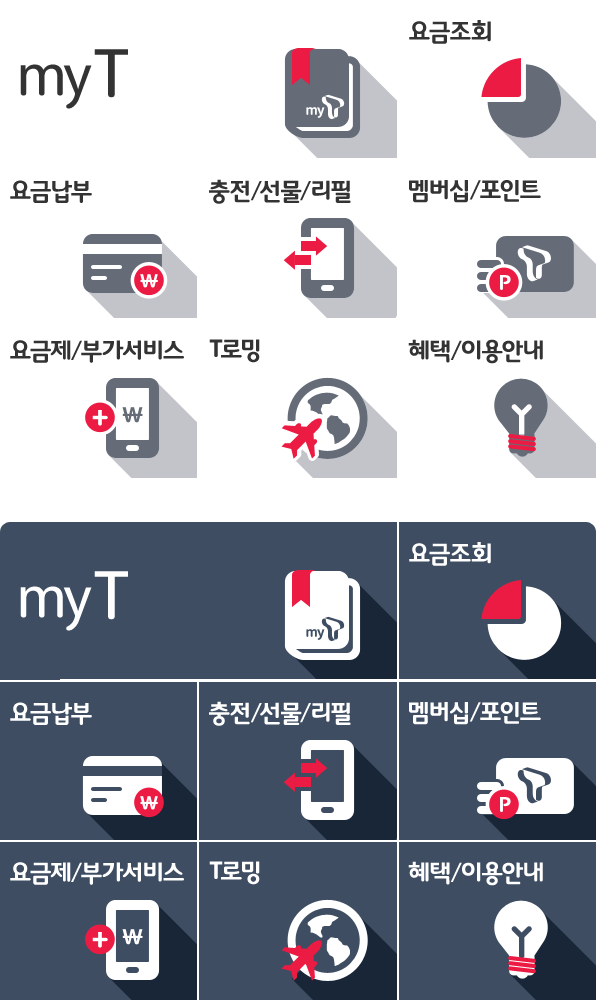 myT
myT
요금조회
요금납부
₩
충전/선물/리필
멤버십/포인트
P
요금제/부가서비스
₩
T로밍
혜택/이용안내
myT
myT
요금조회
요금납부
₩
충전/선물/리필
멤버십/포인트
P
요금제/부가서비스
₩
T로밍
혜택/이용안내